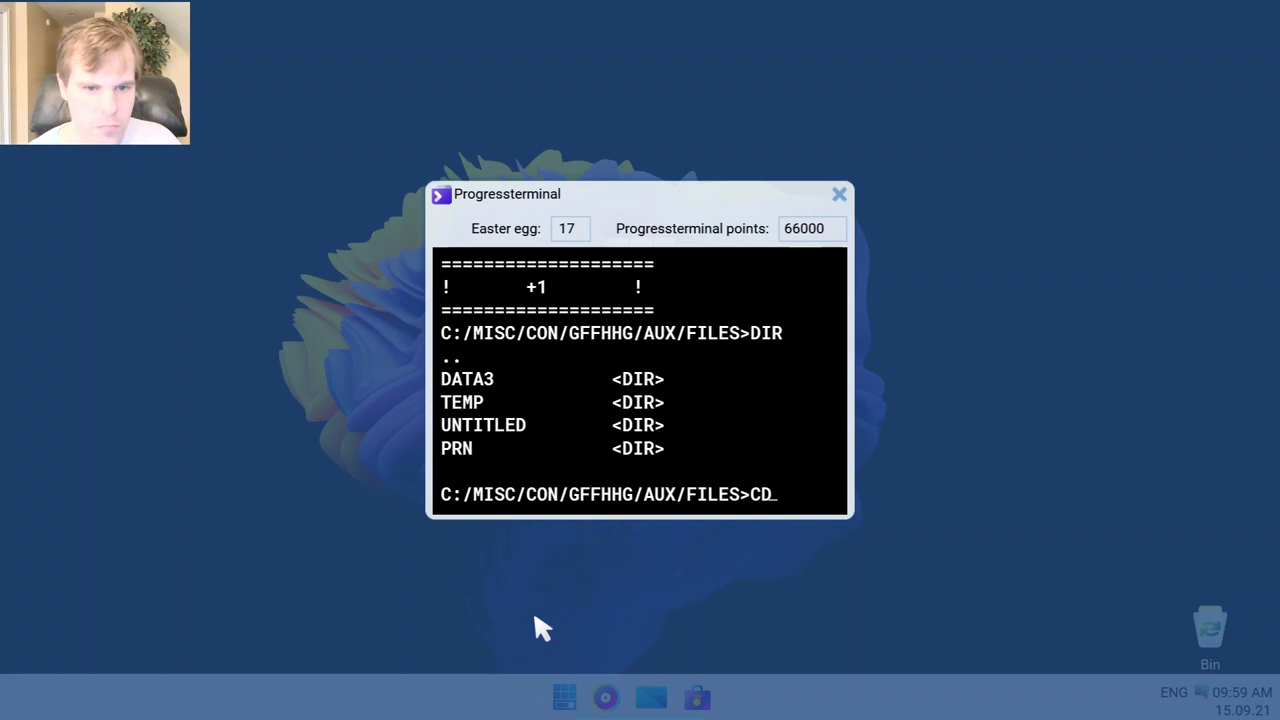 Progressterminal
Easter egg: 17 Progressterminal points: 66000
====================
! +1 !
====================
C:/MISC/CON/GFFHHG/AUX/FILES>DIR
..
DATA3 <DIR>
TEMP <DIR>
UNTITLED <DIR>
PRN <DIR>
C:/MISC/CON/GFFHHG/AUX/FILES>CD_
Bin
ENG 09:59 AM
15.09.21